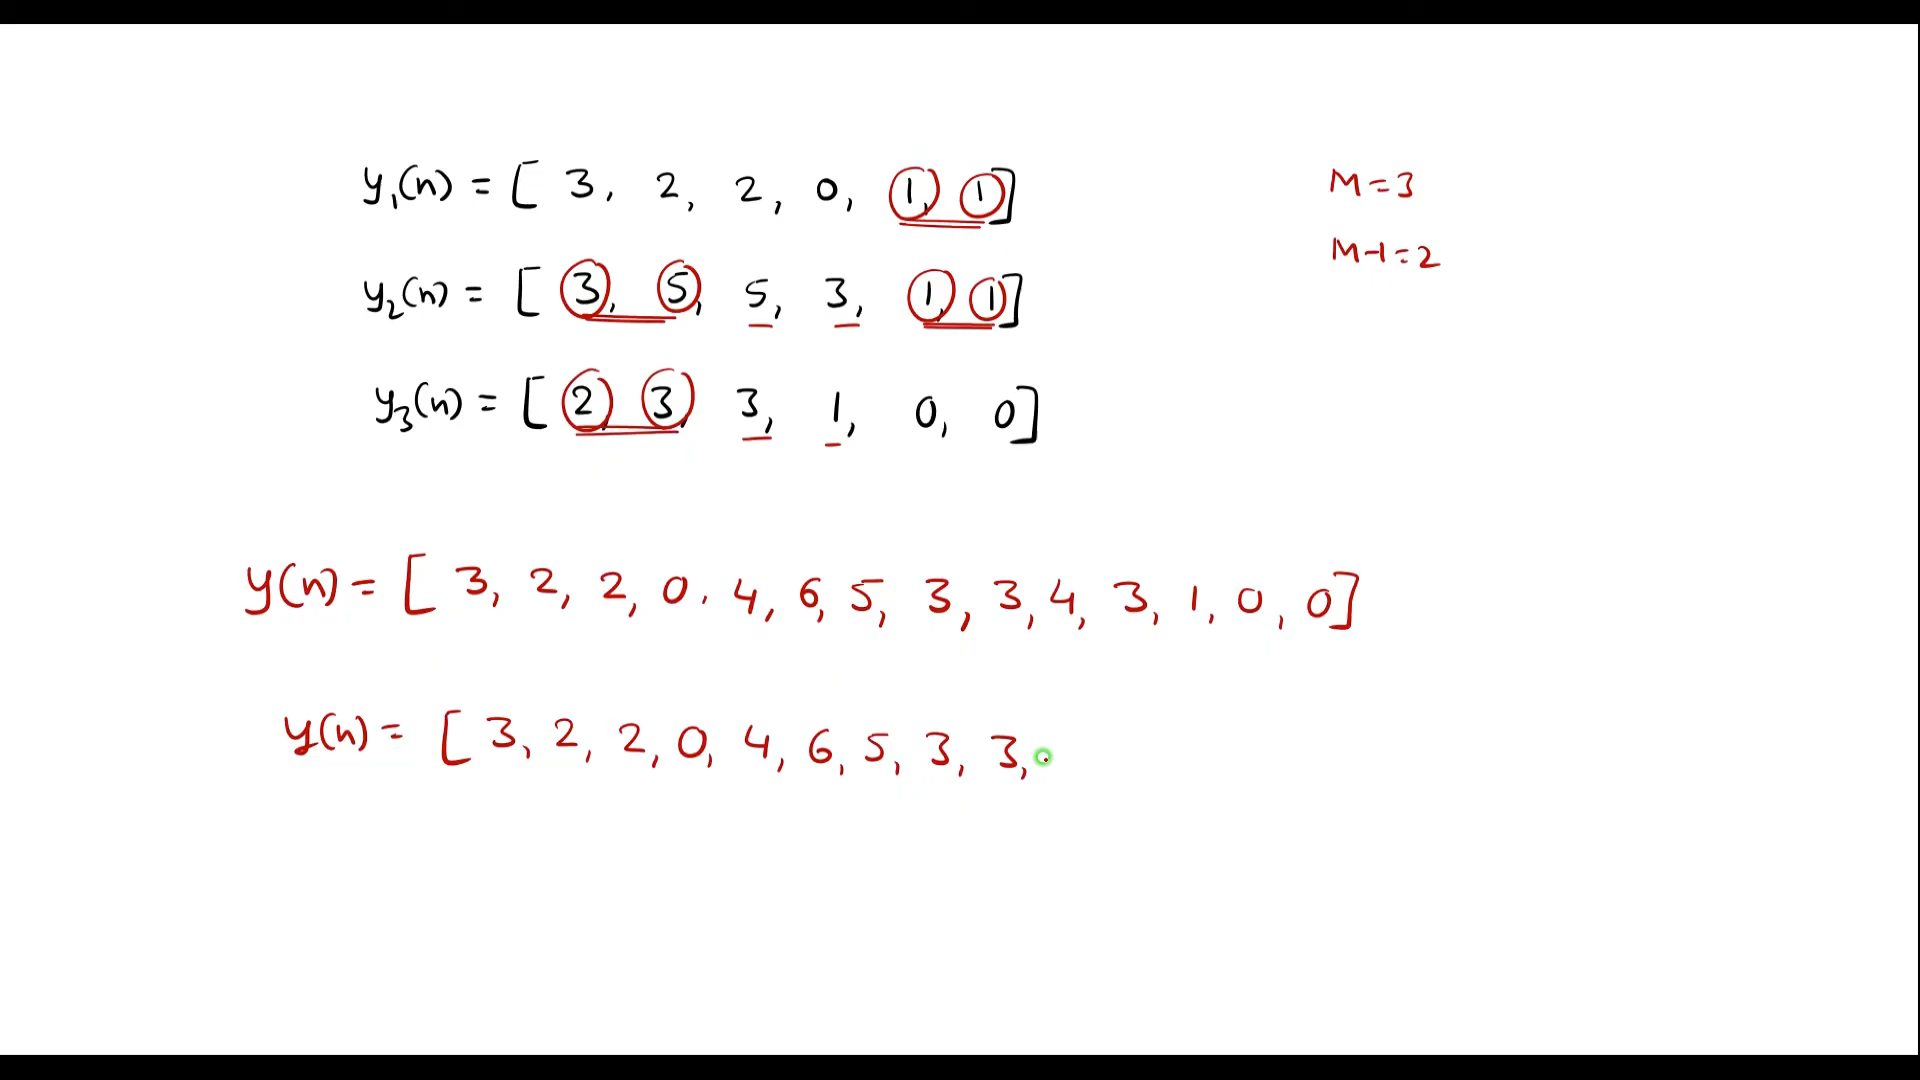 y₁(n) = [ 3, 2, 2, 0, 1, 1]
M = 3
y₂(n) = [ 3, 5, 5, 3, 1, 1]
M-1 = 2
y₃(n) = [ 2, 3, 3, 1, 0, 0]
y(n) = [ 3, 2, 2, 0. 4, 6, 5, 3, 3, 4, 3, 1, 0, 0]
y(n) = [ 3, 2, 2, 0, 4, 6, 5, 3, 3,